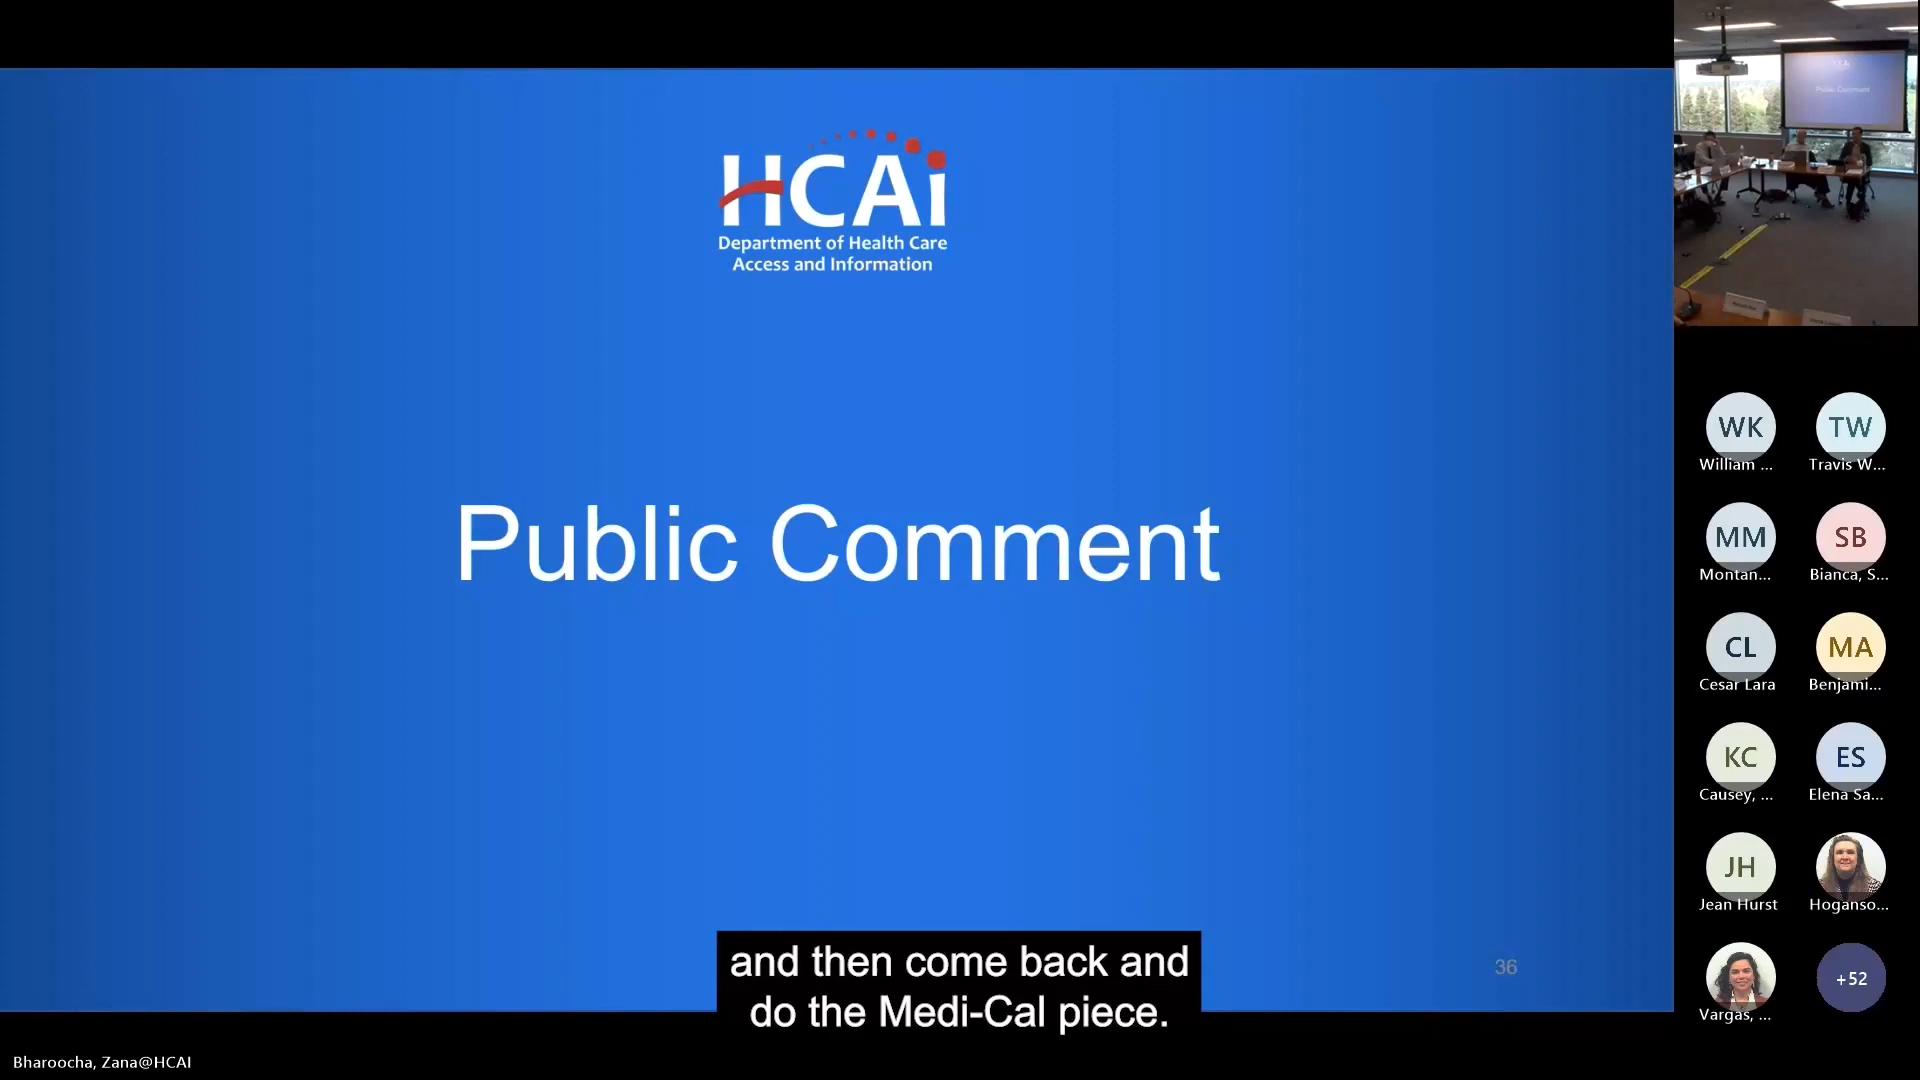 HCAi
Department of Health Care
Access and Information
Public Comment
36
and then come back and
do the Medi-Cal piece.
Bharoocha, Zana@HCAI
Public Comment
WK
William ...
TW
Travis W...
MM
Montan...
SB
Bianca, S...
CL
Cesar Lara
MA
Benjami...
KC
Causey, ...
ES
Elena Sa...
JH
Jean Hurst
Hoganso...
Vargas, ...
+52